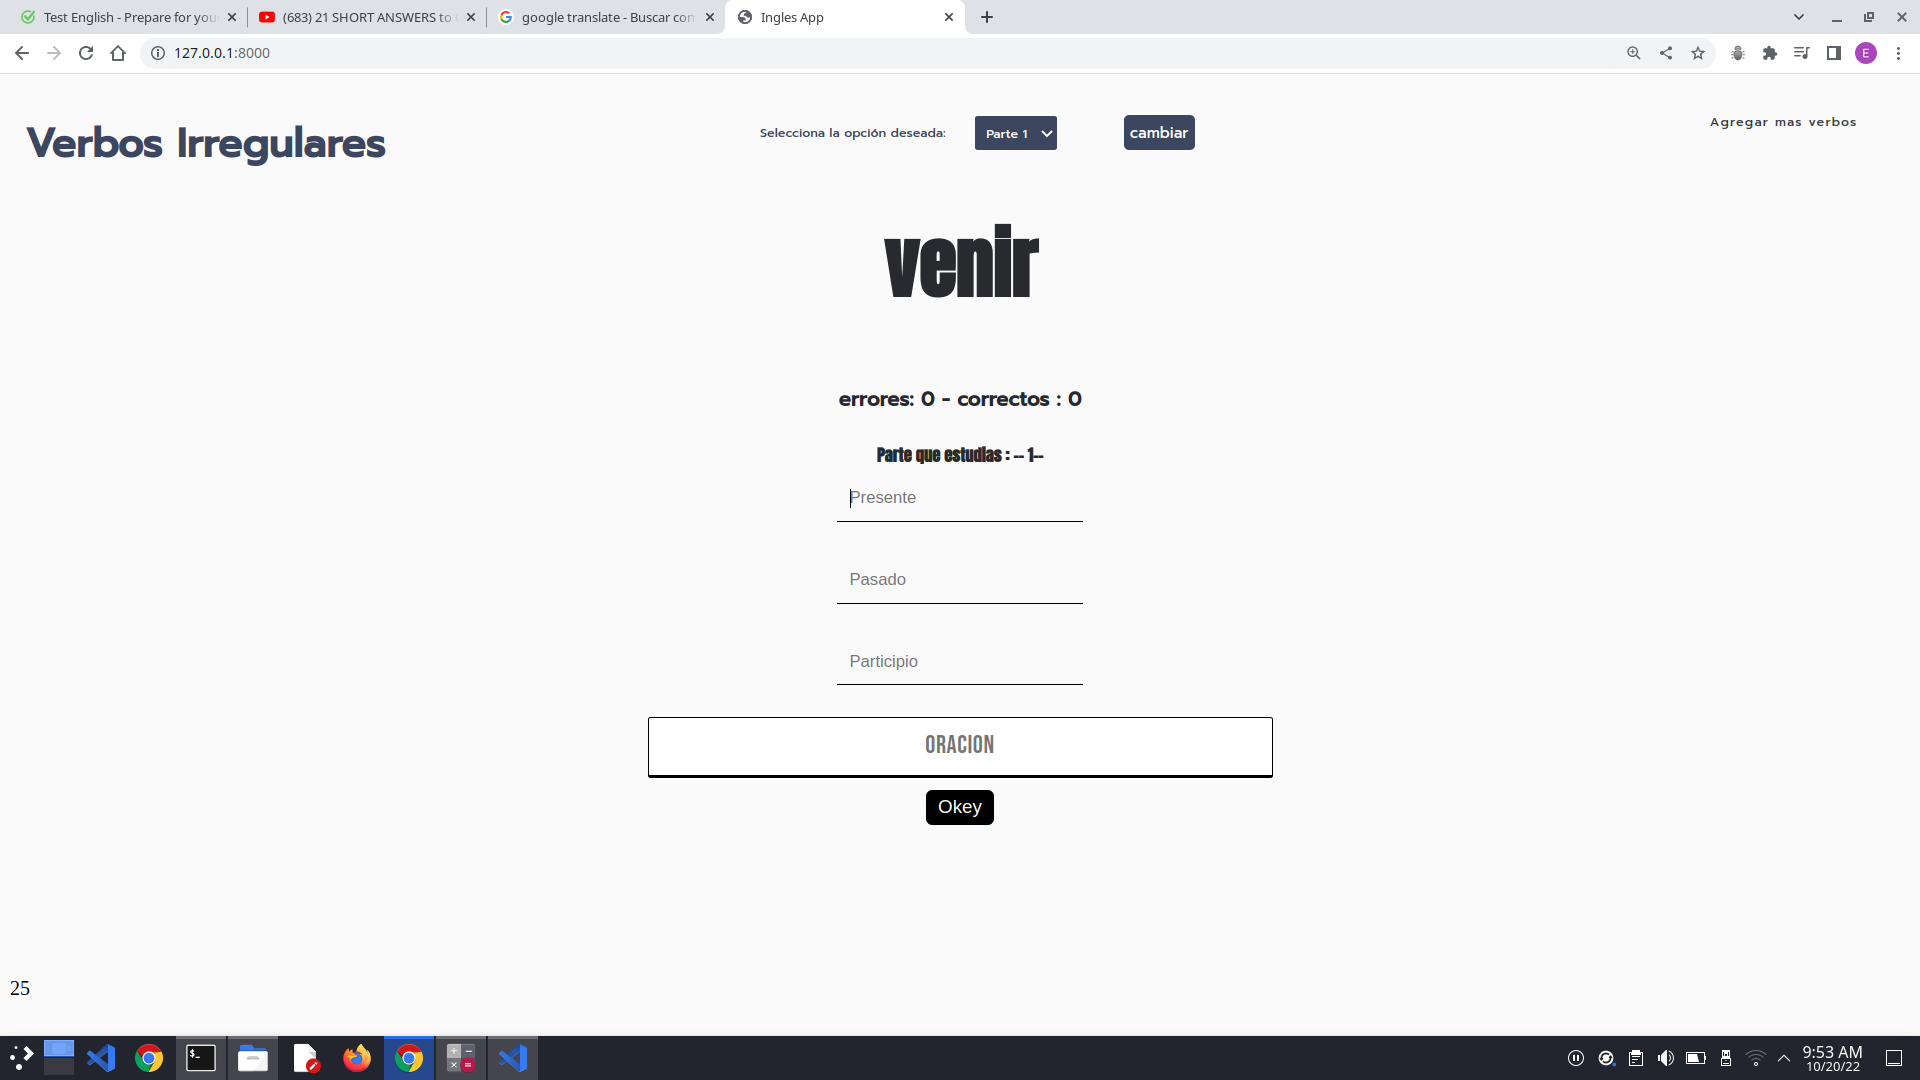 Test English - Prepare for you
(683) 21 SHORT ANSWERS to
google translate - Buscar con
Ingles App
127.0.0.1:8000
E
Verbos Irregulares
Selecciona la opción deseada:
Parte 1
cambiar
Agregar mas verbos
venir
errores: 0 - correctos : 0
Parte que estudias : -- 1--
Presente
Pasado
Participio
ORACION
Okey
25
9:53 AM
10/20/22